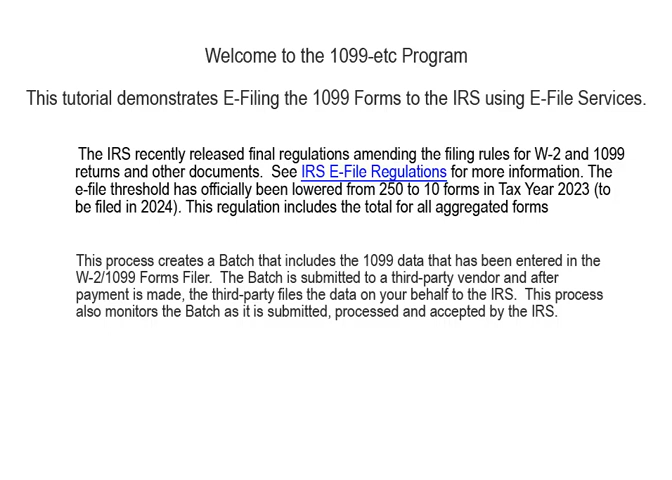 Welcome to the 1099-etc Program
This tutorial demonstrates E-Filing the 1099 Forms to the IRS using E-File Services.
The IRS recently released final regulations amending the filing rules for W-2 and 1099
returns and other documents.  See IRS E-File Regulations for more information. The
e-file threshold has officially been lowered from 250 to 10 forms in Tax Year 2023 (to
be filed in 2024). This regulation includes the total for all aggregated forms
This process creates a Batch that includes the 1099 data that has been entered in the
W-2/1099 Forms Filer.  The Batch is submitted to a third-party vendor and after
payment is made, the third-party files the data on your behalf to the IRS.  This process
also monitors the Batch as it is submitted, processed and accepted by the IRS.